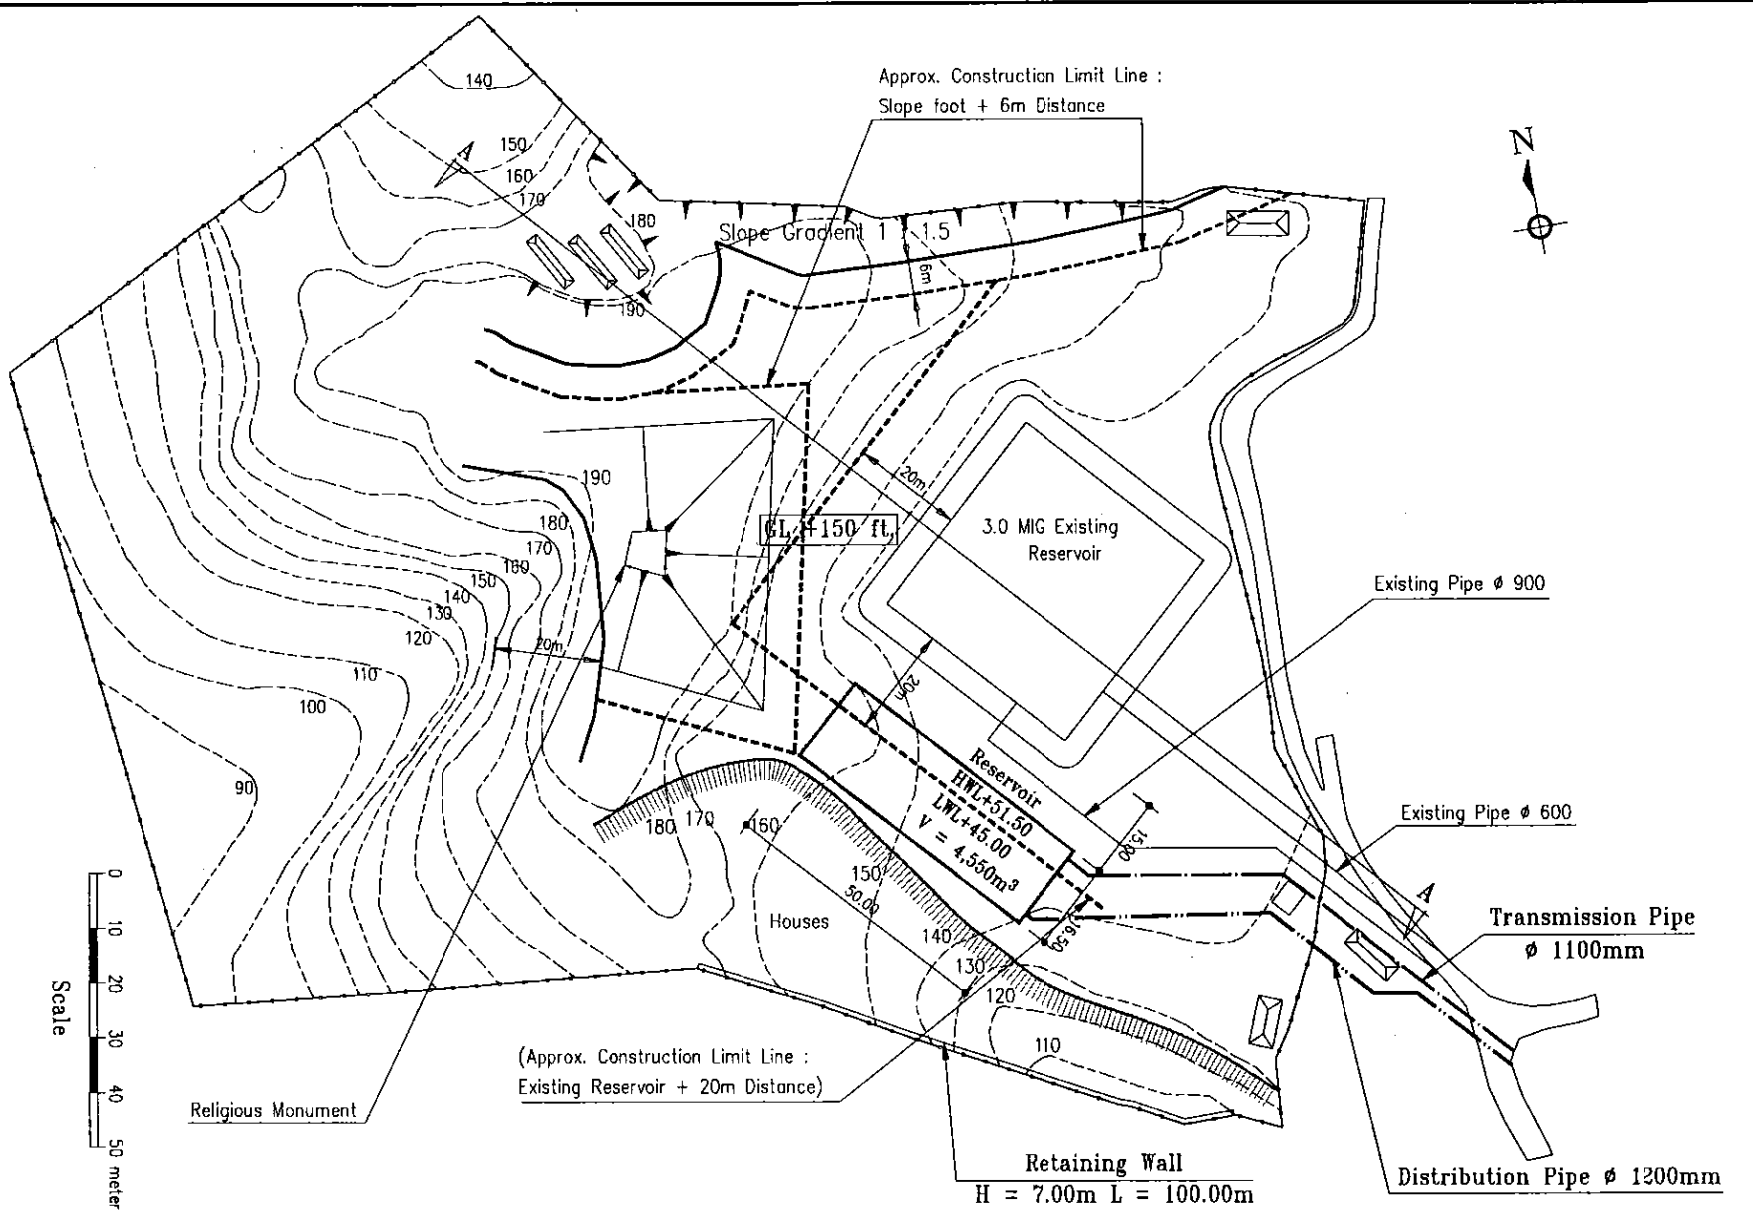 Approx. Construction Limit Line :
Slope foot + 6m Distance
N
140
150
160
170
180
190
A
Slope Gradient 1 : 1.5
6m
20m
3.0 MIG Existing
Reservoir
GL +150 ft,
190
180
170
160
150
140
130
120
110
100
90
20m
20m
Existing Pipe ø 900
Existing Pipe ø 600
Reservoir
HWL+51.50
LWL+45.00
V = 4,550m³
15.00
16.50
50.00
180
170
160
150
140
130
120
110
Houses
A
Transmission Pipe
ø 1100mm
Distribution Pipe ø 1200mm
Retaining Wall
H = 7.00m L = 100.00m
(Approx. Construction Limit Line :
Existing Reservoir + 20m Distance)
Religious Monument
Scale
0
10
20
30
40
50 meter